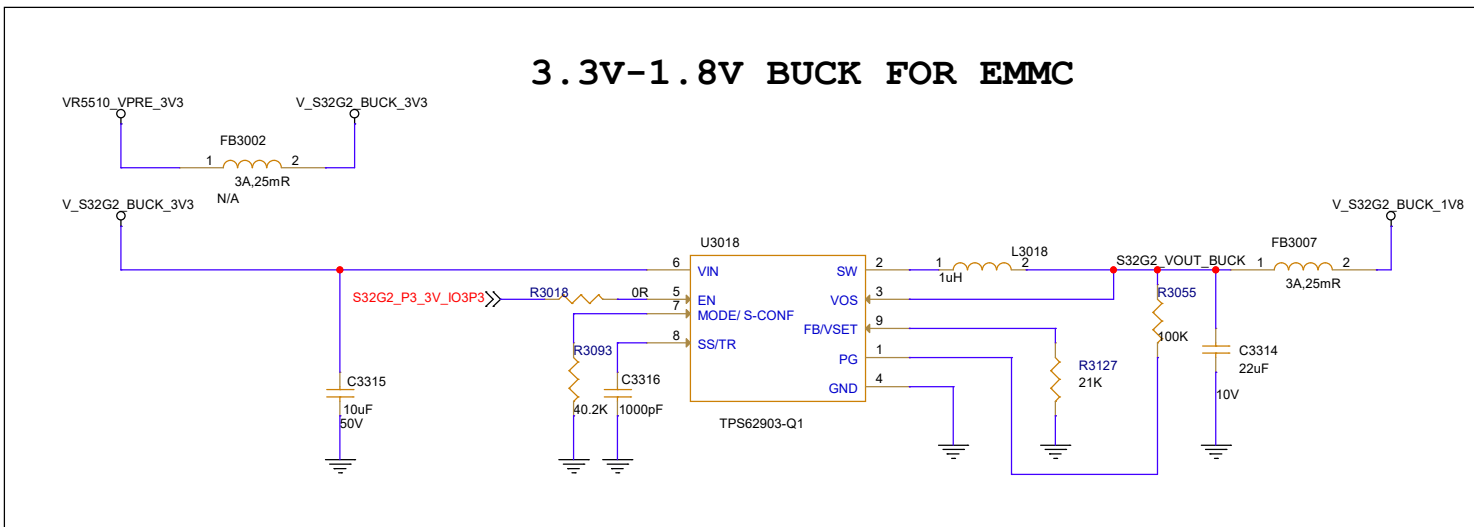 3.3V-1.8V BUCK FOR EMMC
VR5510_VPRE_3V3
V_S32G2_BUCK_3V3
FB3002
1
2
3A,25mR
N/A
V_S32G2_BUCK_3V3
V_S32G2_BUCK_1V8
U3018
L3018
FB3007
S32G2_VOUT_BUCK
6
VIN
SW
2
1
2
1
2
1uH
3A,25mR
S32G2_P3_3V_IO3P3
R3018
0R
5
EN
VOS
3
R3055
7
MODE/ S-CONF
FB/VSET
9
100K
8
SS/TR
PG
1
R3093
C3316
GND
4
R3127
21K
C3314
22uF
C3315
10uF
50V
40.2K
1000pF
10V
TPS62903-Q1